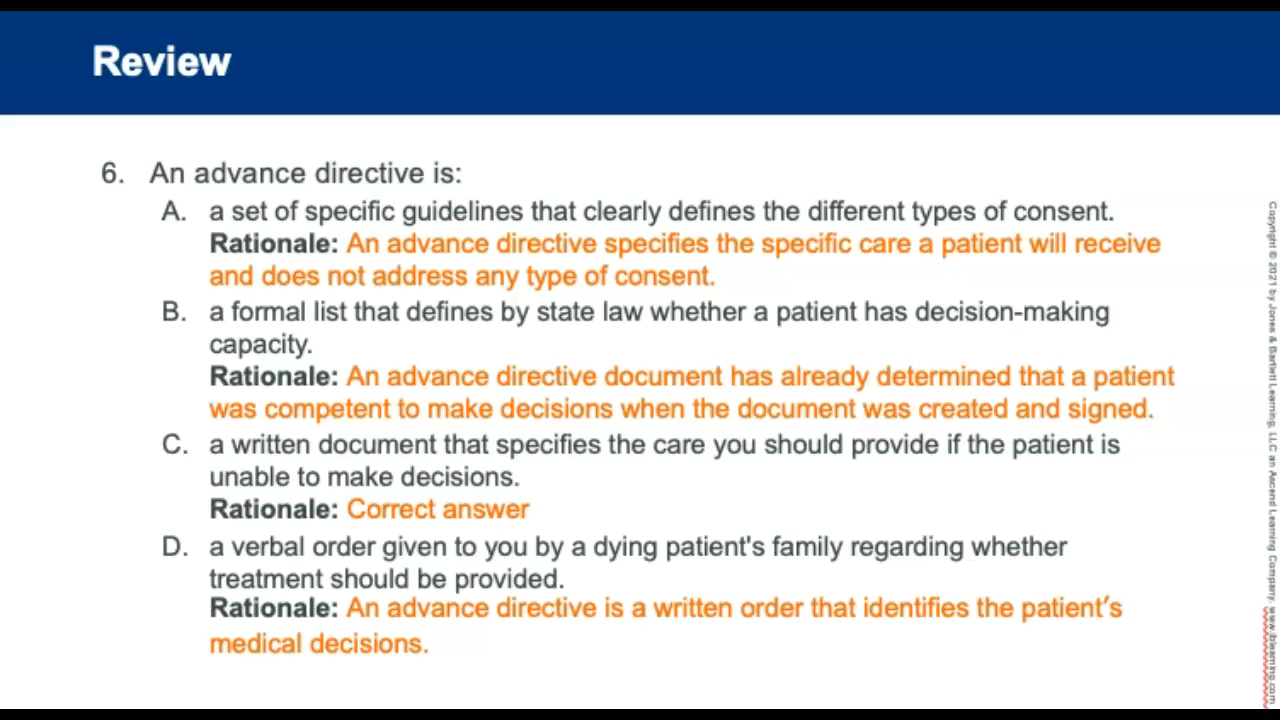 Review
6. An advance directive is:
A. a set of specific guidelines that clearly defines the different types of consent.
Rationale: An advance directive specifies the specific care a patient will receive
and does not address any type of consent.
B. a formal list that defines by state law whether a patient has decision-making
capacity.
Rationale: An advance directive document has already determined that a patient
was competent to make decisions when the document was created and signed.
C. a written document that specifies the care you should provide if the patient is
unable to make decisions.
Rationale: Correct answer
D. a verbal order given to you by a dying patient's family regarding whether
treatment should be provided.
Rationale: An advance directive is a written order that identifies the patient’s
medical decisions.
Copyright © 2021 by Jones & Bartlett Learning, LLC an Ascend Learning Company. www.jblearning.com